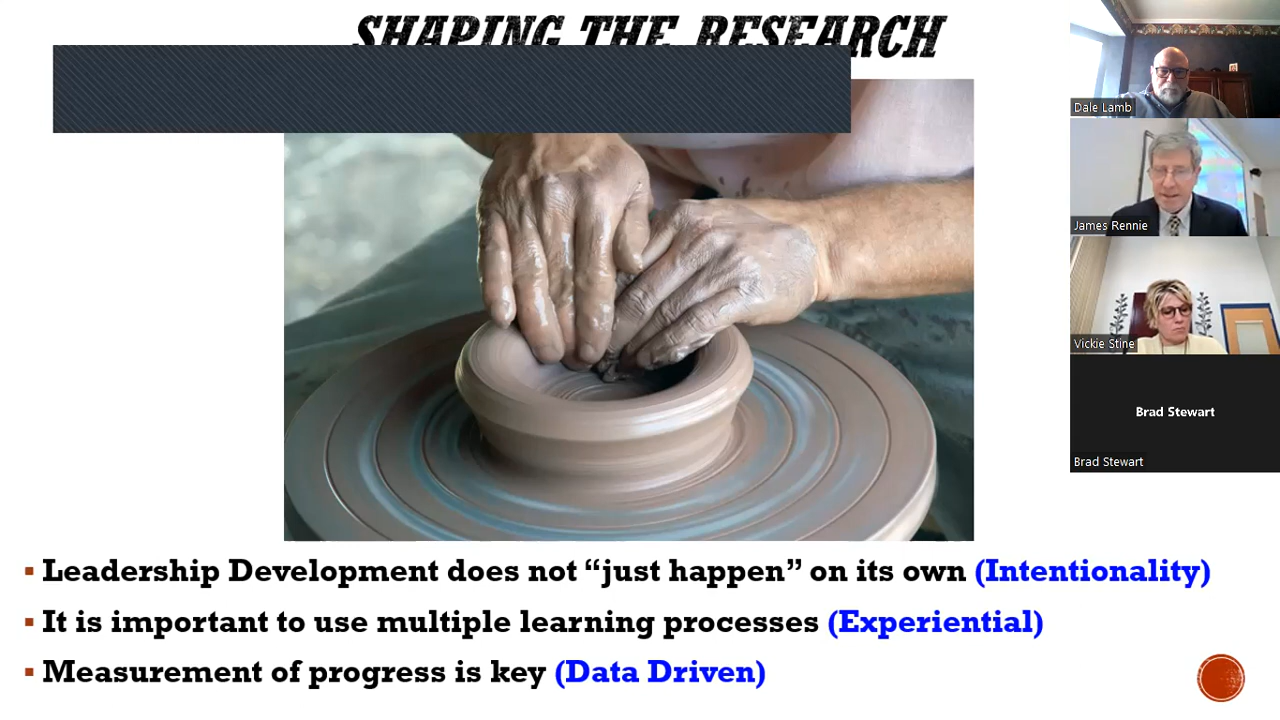 SHAPING THE RESEARCH
Dale Lamb
James Rennie
Vickie Stine
Brad Stewart
Brad Stewart
▪ Leadership Development does not “just happen” on its own (Intentionality)
▪ It is important to use multiple learning processes (Experiential)
▪ Measurement of progress is key (Data Driven)